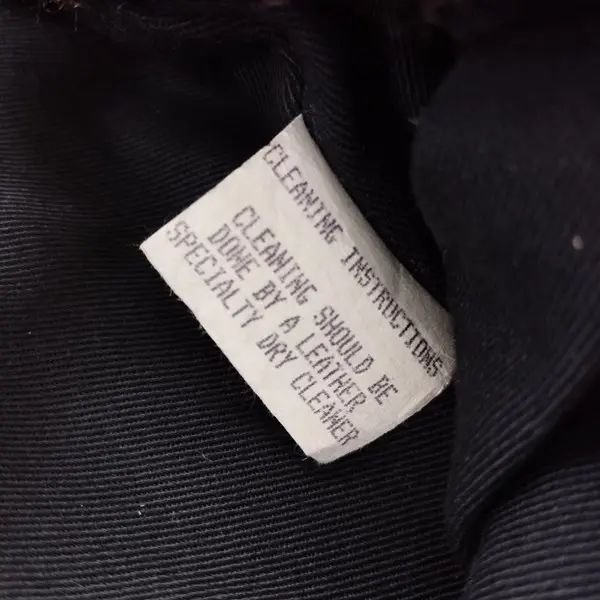 CLEANING INSTRUCTIONS
CLEANING SHOULD BE
DONE BY A LEATHER
SPECIALTY DRY CLEANER